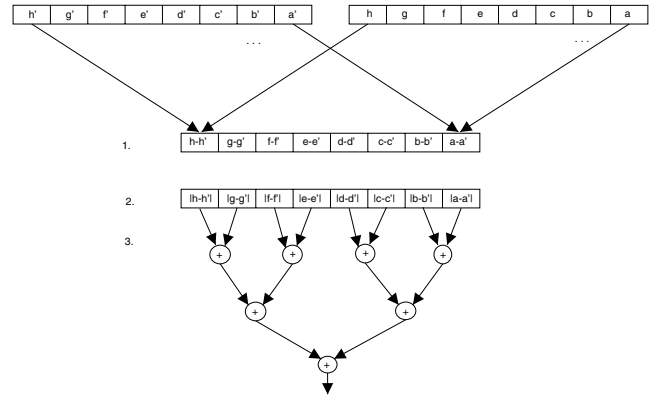 h' g' f' e' d' c' b' a' h g f e d c b a
. . . . . .
1. h-h' g-g' f-f' e-e' d-d' c-c' b-b' a-a'
2. |h-h'| |g-g'| |f-f'| |e-e'| |d-d'| |c-c'| |b-b'| |a-a'|
3.
+ + + +
+ +
+